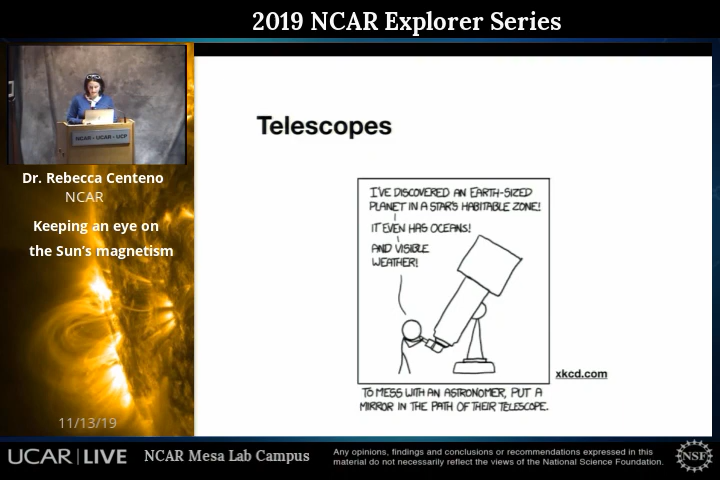 2019 NCAR Explorer Series
NCAR • UCAR • UCP
Dr. Rebecca Centeno
NCAR
Keeping an eye on
the Sun's magnetism
11/13/19
Telescopes
I'VE DISCOVERED AN EARTH-SIZED
PLANET IN A STAR'S HABITABLE ZONE!
IT EVEN HAS OCEANS!
AND VISIBLE
WEATHER!
xkcd.com
TO MESS WITH AN ASTRONOMER, PUT A
MIRROR IN THE PATH OF THEIR TELESCOPE.
UCAR | LIVE
NCAR Mesa Lab Campus
Any opinions, findings and conclusions or recommendations expressed in this
material do not necessarily reflect the views of the National Science Foundation.
NSF